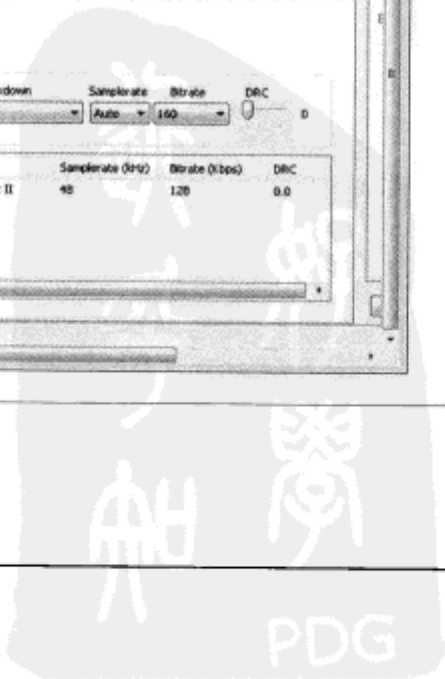 down Samplerate Bitrate DRC
Auto 160 0
Samplerate (kHz) Bitrate (Kbps) DRC
II 48 128 0.0
PDG